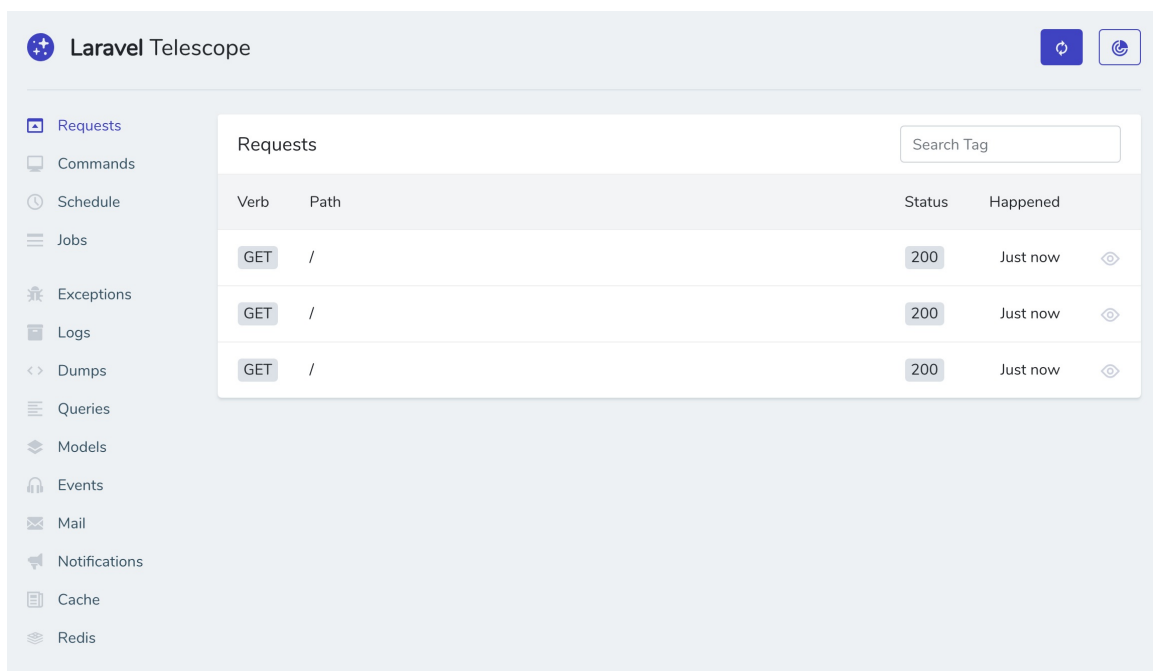 Laravel Telescope
Requests
Commands
Schedule
Jobs
Exceptions
Logs
Dumps
Queries
Models
Events
Mail
Notifications
Cache
Redis
Requests
Search Tag
Verb Path Status Happened
GET / 200 Just now
GET / 200 Just now
GET / 200 Just now